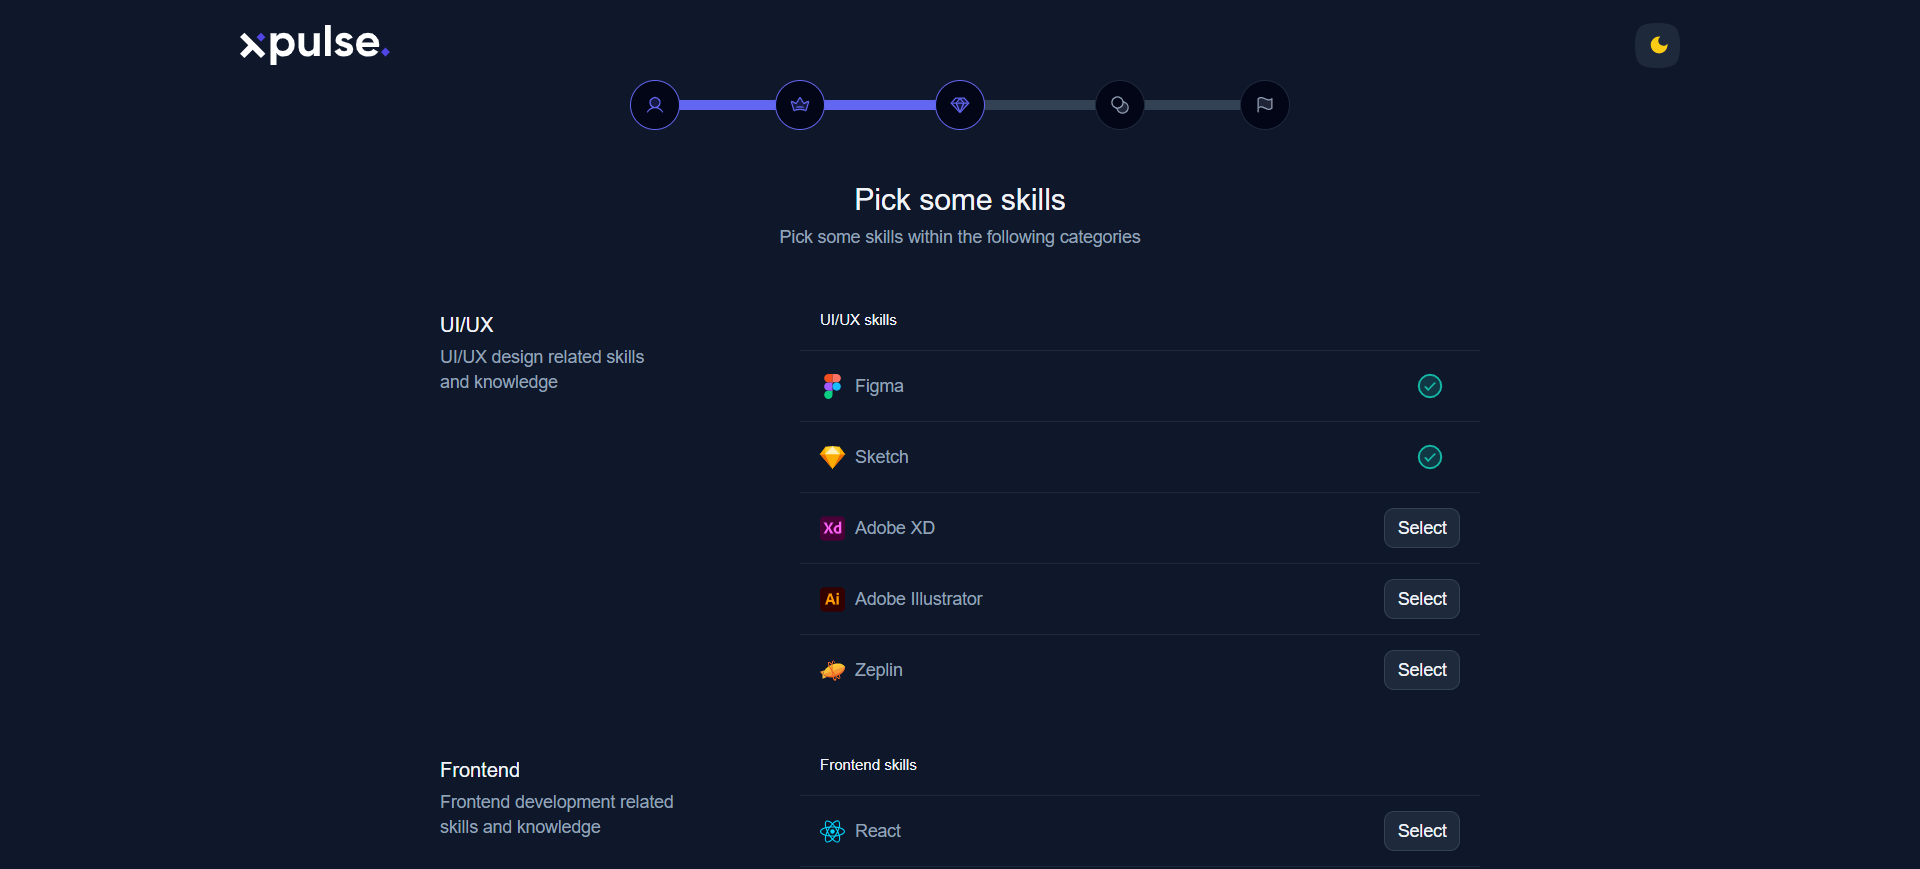 xpulse.
Pick some skills
Pick some skills within the following categories
UI/UX
UI/UX design related skills
and knowledge
UI/UX skills
Figma
Sketch
Xd Adobe XD Select
Ai Adobe Illustrator Select
Zeplin Select
Frontend
Frontend development related
skills and knowledge
Frontend skills
React Select